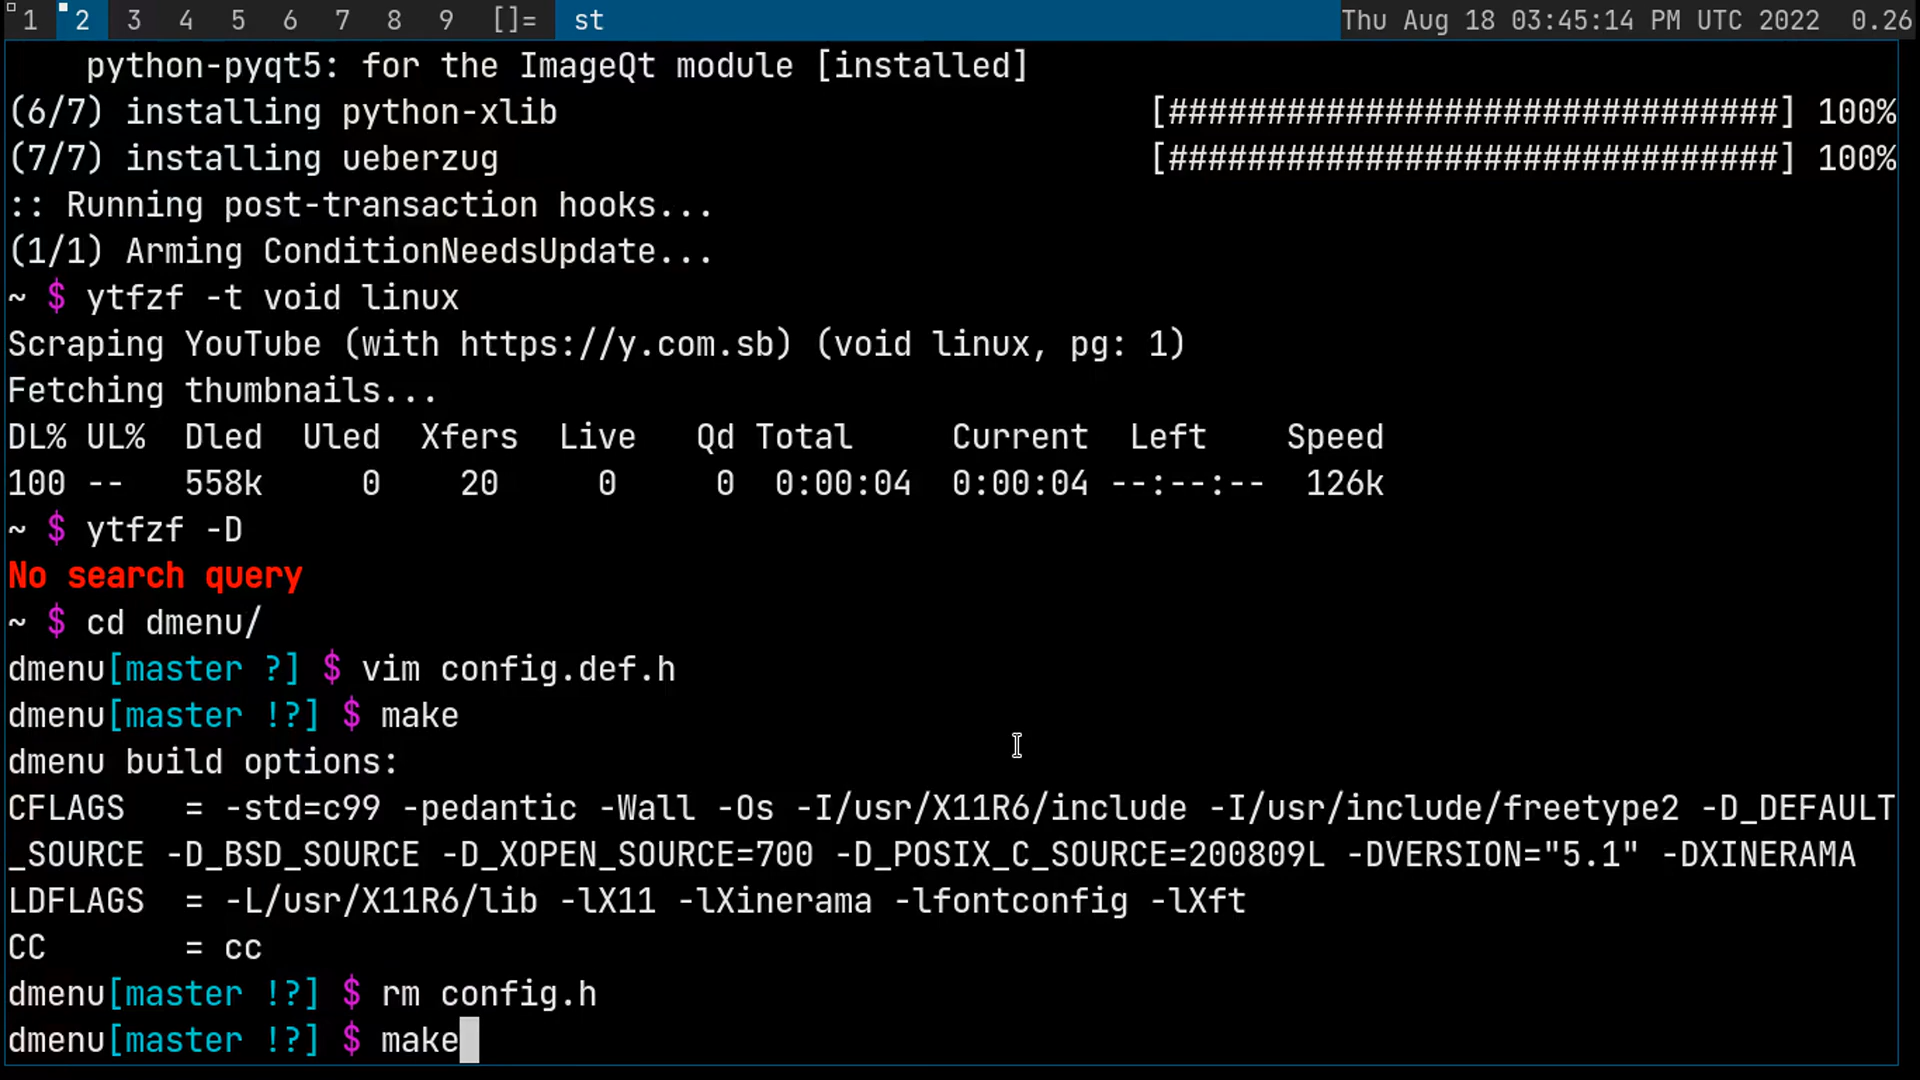 1 2 3 4 5 6 7 8 9 []= st Thu Aug 18 03:45:14 PM UTC 2022 0.26
python-pyqt5: for the ImageQt module [installed]
(6/7) installing python-xlib [###############################] 100%
(7/7) installing ueberzug [###############################] 100%
:: Running post-transaction hooks...
(1/1) Arming ConditionNeedsUpdate...
~ $ ytfzf -t void linux
Scraping YouTube (with https://y.com.sb) (void linux, pg: 1)
Fetching thumbnails...
DL% UL% Dled Uled Xfers Live Qd Total Current Left Speed
100 -- 558k 0 20 0 0 0:00:04 0:00:04 --:--:-- 126k
~ $ ytfzf -D
No search query
~ $ cd dmenu/
dmenu[master ?] $ vim config.def.h
dmenu[master !?] $ make
dmenu build options:
CFLAGS = -std=c99 -pedantic -Wall -Os -I/usr/X11R6/include -I/usr/include/freetype2 -D_DEFAULT
_SOURCE -D_BSD_SOURCE -D_XOPEN_SOURCE=700 -D_POSIX_C_SOURCE=200809L -DVERSION="5.1" -DXINERAMA
LDFLAGS = -L/usr/X11R6/lib -lX11 -lXinerama -lfontconfig -lXft
CC = cc
dmenu[master !?] $ rm config.h
dmenu[master !?] $ make